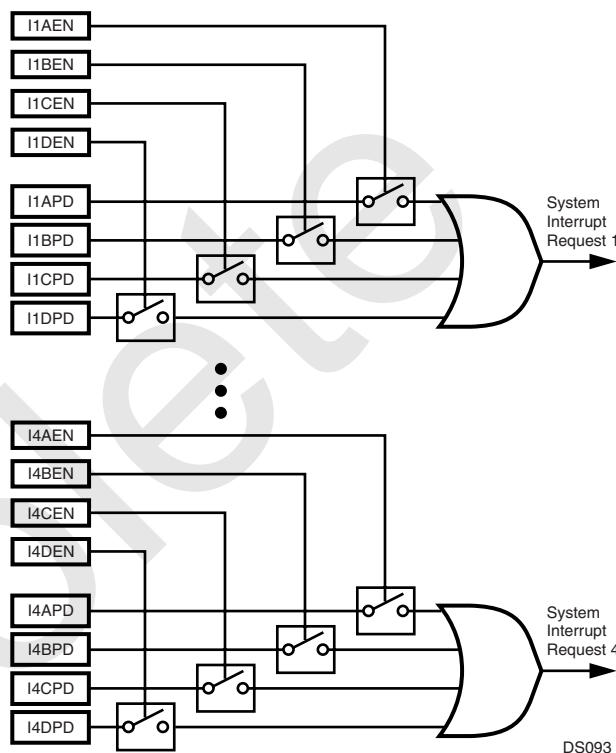 I1AEN
I1BEN
I1CEN
I1DEN
I1APD
I1BPD
I1CPD
I1DPD
System
Interrupt
Request 1
I4AEN
I4BEN
I4CEN
I4DEN
I4APD
I4BPD
I4CPD
I4DPD
System
Interrupt
Request 4
DS093
olete